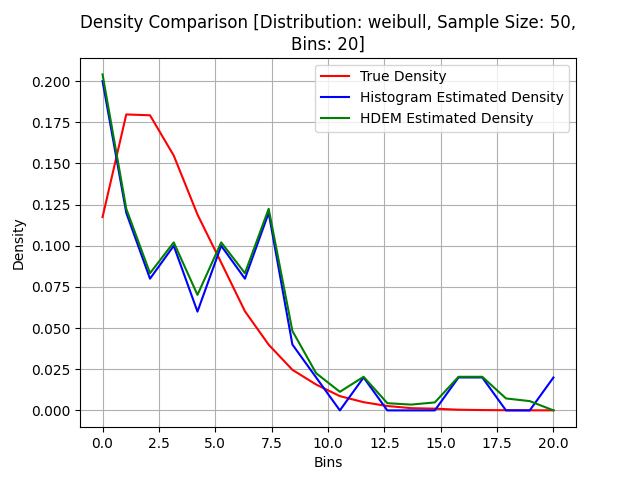 Density Comparison [Distribution: weibull, Sample Size: 50,
Bins: 20]
True Density
Histogram Estimated Density
HDEM Estimated Density
Density
0.200
0.175
0.150
0.125
0.100
0.075
0.050
0.025
0.000
0.0 2.5 5.0 7.5 10.0 12.5 15.0 17.5 20.0
Bins